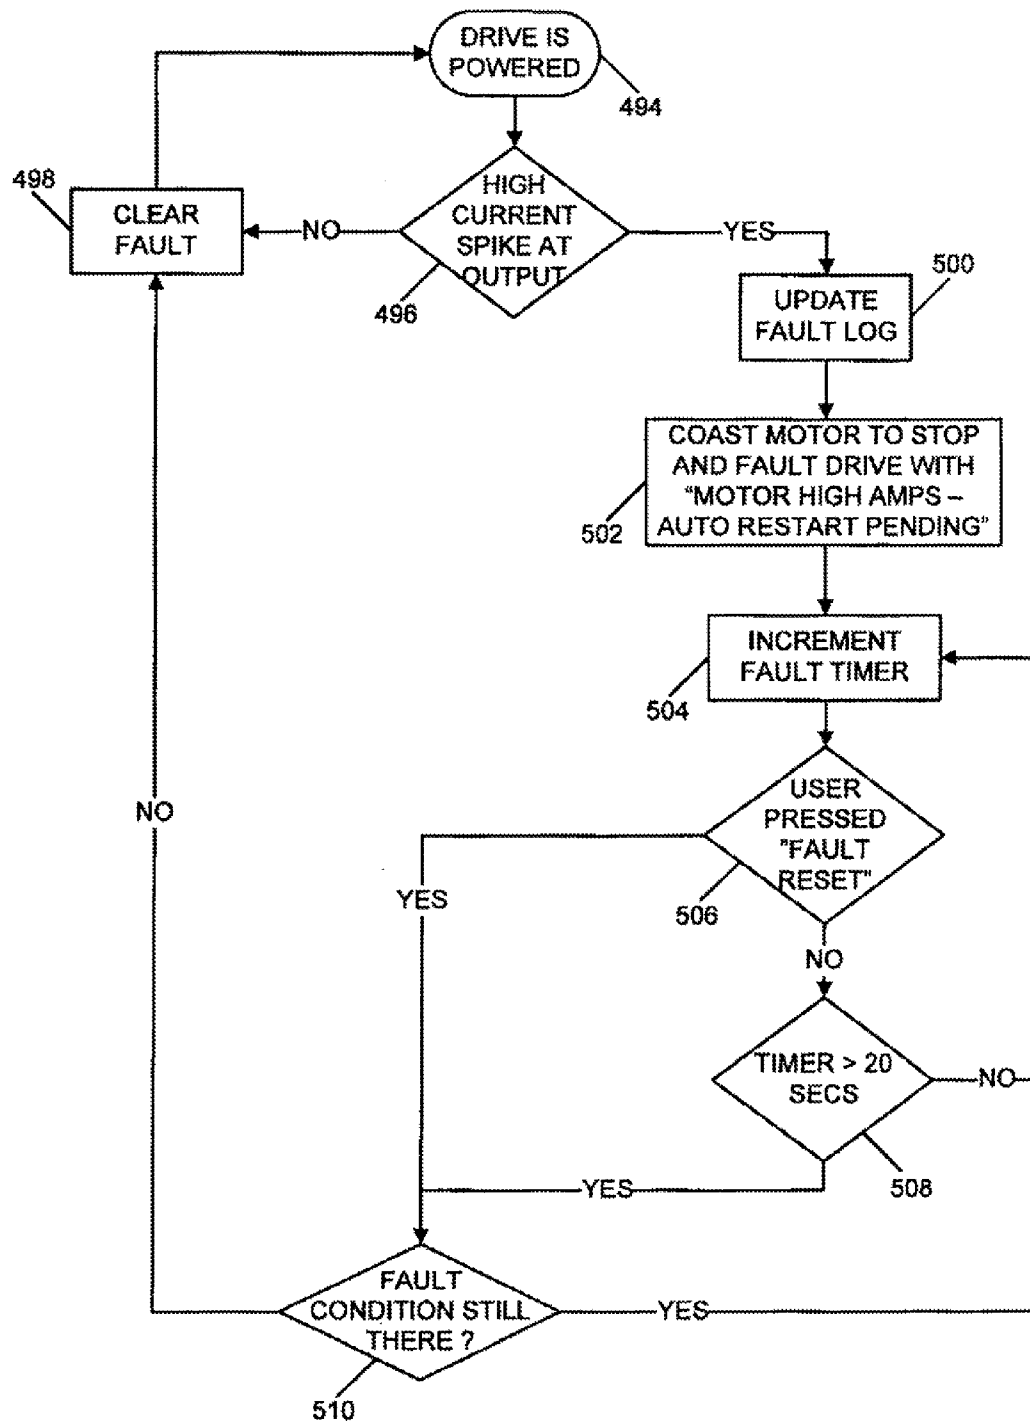 DRIVE IS
POWERED
494
498
CLEAR
FAULT
NO
HIGH
CURRENT
SPIKE AT
OUTPUT
496
YES
500
UPDATE
FAULT LOG
COAST MOTOR TO STOP
AND FAULT DRIVE WITH
"MOTOR HIGH AMPS –
AUTO RESTART PENDING"
502
INCREMENT
FAULT TIMER
504
USER
PRESSED
"FAULT
RESET"
506
NO
YES
NO
TIMER > 20
SECS
NO
508
YES
FAULT
CONDITION STILL
THERE ?
YES
510